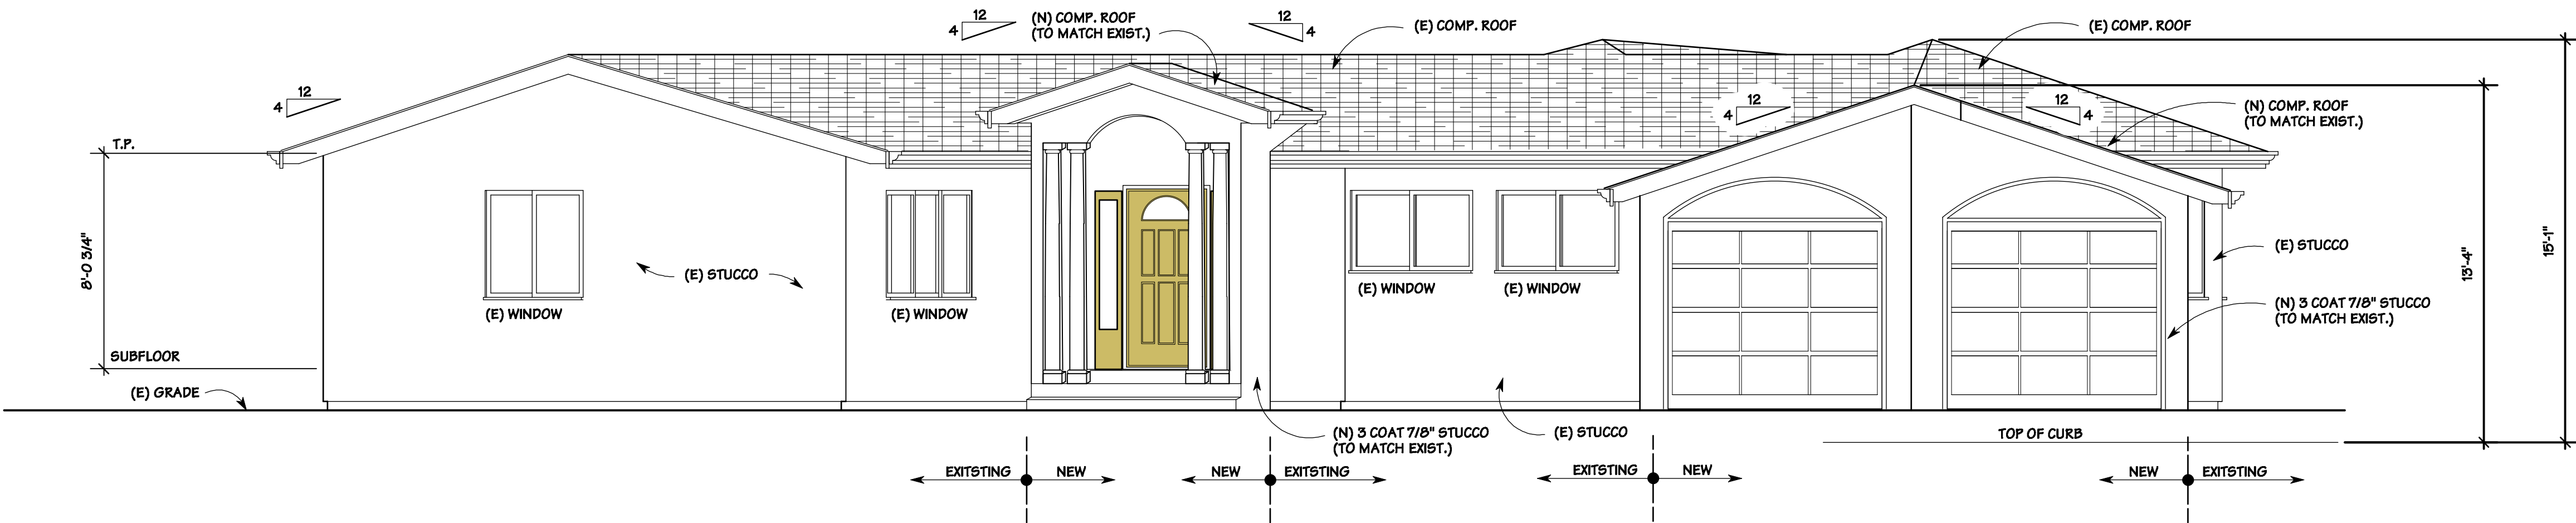 12
4
(N) COMP. ROOF
(TO MATCH EXIST.)
12
4
(E) COMP. ROOF
(E) COMP. ROOF
12
4
12
4
12
4
(N) COMP. ROOF
(TO MATCH EXIST.)
T.P.
8'-0 3/4"
SUBFLOOR
(E) GRADE
(E) WINDOW
(E) STUCCO
(E) WINDOW
(E) WINDOW
(E) WINDOW
(E) STUCCO
(N) 3 COAT 7/8" STUCCO
(TO MATCH EXIST.)
13'-4"
15'-1"
(N) 3 COAT 7/8" STUCCO
(TO MATCH EXIST.)
(E) STUCCO
TOP OF CURB
EXITSTING
NEW
NEW
EXITSTING
EXITSTING
NEW
NEW
EXITSTING